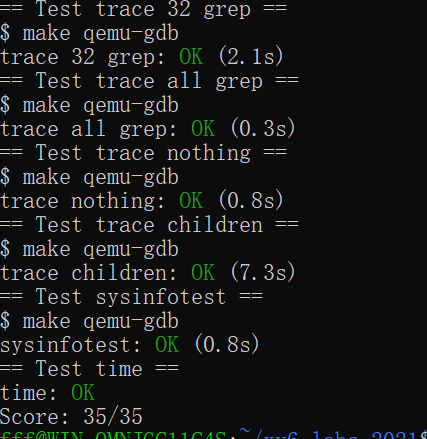 == Test trace 32 grep ==
$ make qemu-gdb
trace 32 grep: OK (2.1s)
== Test trace all grep ==
$ make qemu-gdb
trace all grep: OK (0.3s)
== Test trace nothing ==
$ make qemu-gdb
trace nothing: OK (0.8s)
== Test trace children ==
$ make qemu-gdb
trace children: OK (7.3s)
== Test sysinfotest ==
$ make qemu-gdb
sysinfotest: OK (0.8s)
== Test time ==
time: OK
Score: 35/35